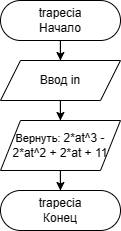 trapecia
Начало
Ввод in
Вернуть: 2*at^3 -
2*at^2 + 2*at + 11
trapecia
Конец